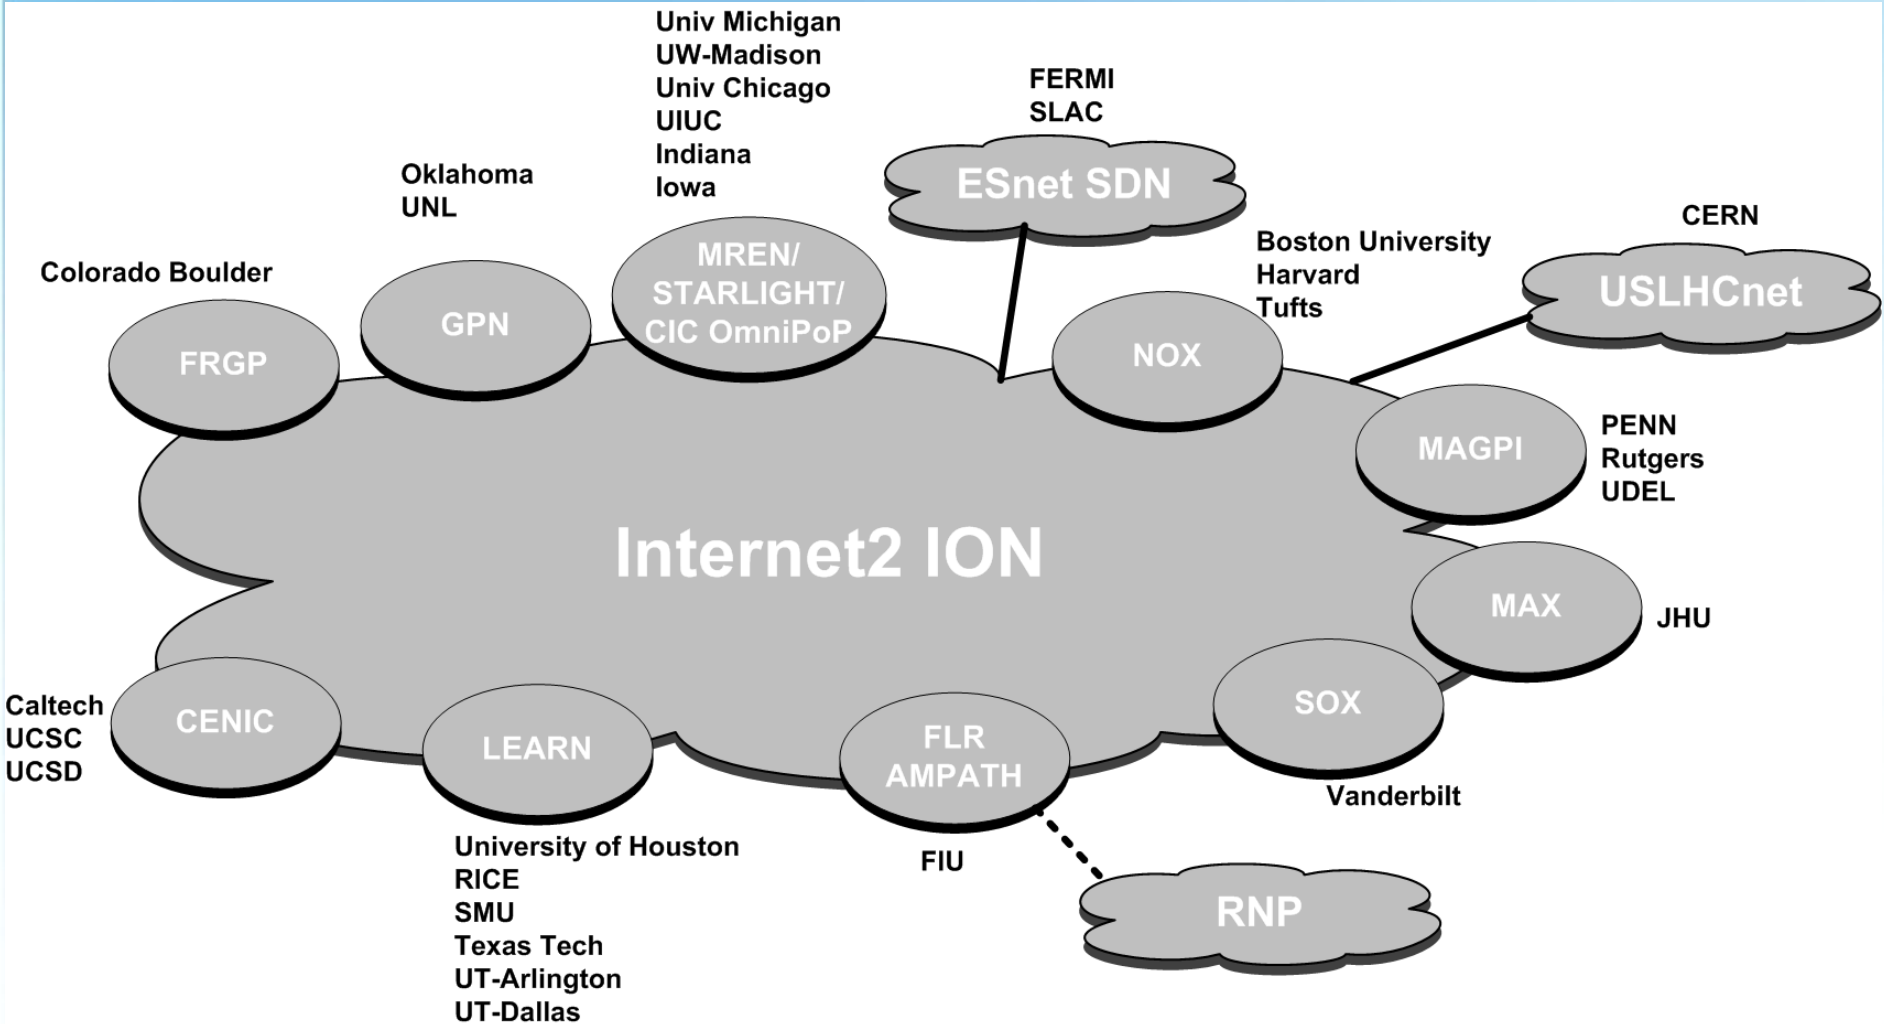 Univ Michigan
UW-Madison
Univ Chicago
UIUC
Indiana
Iowa
FERMI
SLAC
ESnet SDN
Oklahoma
UNL
CERN
USLHCnet
Boston University
Harvard
Tufts
Colorado Boulder
MREN/
STARLIGHT/
CIC OmniPoP
GPN
FRGP
NOX
MAGPI
PENN
Rutgers
UDEL
Internet2 ION
MAX
JHU
SOX
Vanderbilt
Caltech
UCSC
UCSD
CENIC
LEARN
FLR
AMPATH
FIU
University of Houston
RICE
SMU
Texas Tech
UT-Arlington
UT-Dallas
RNP